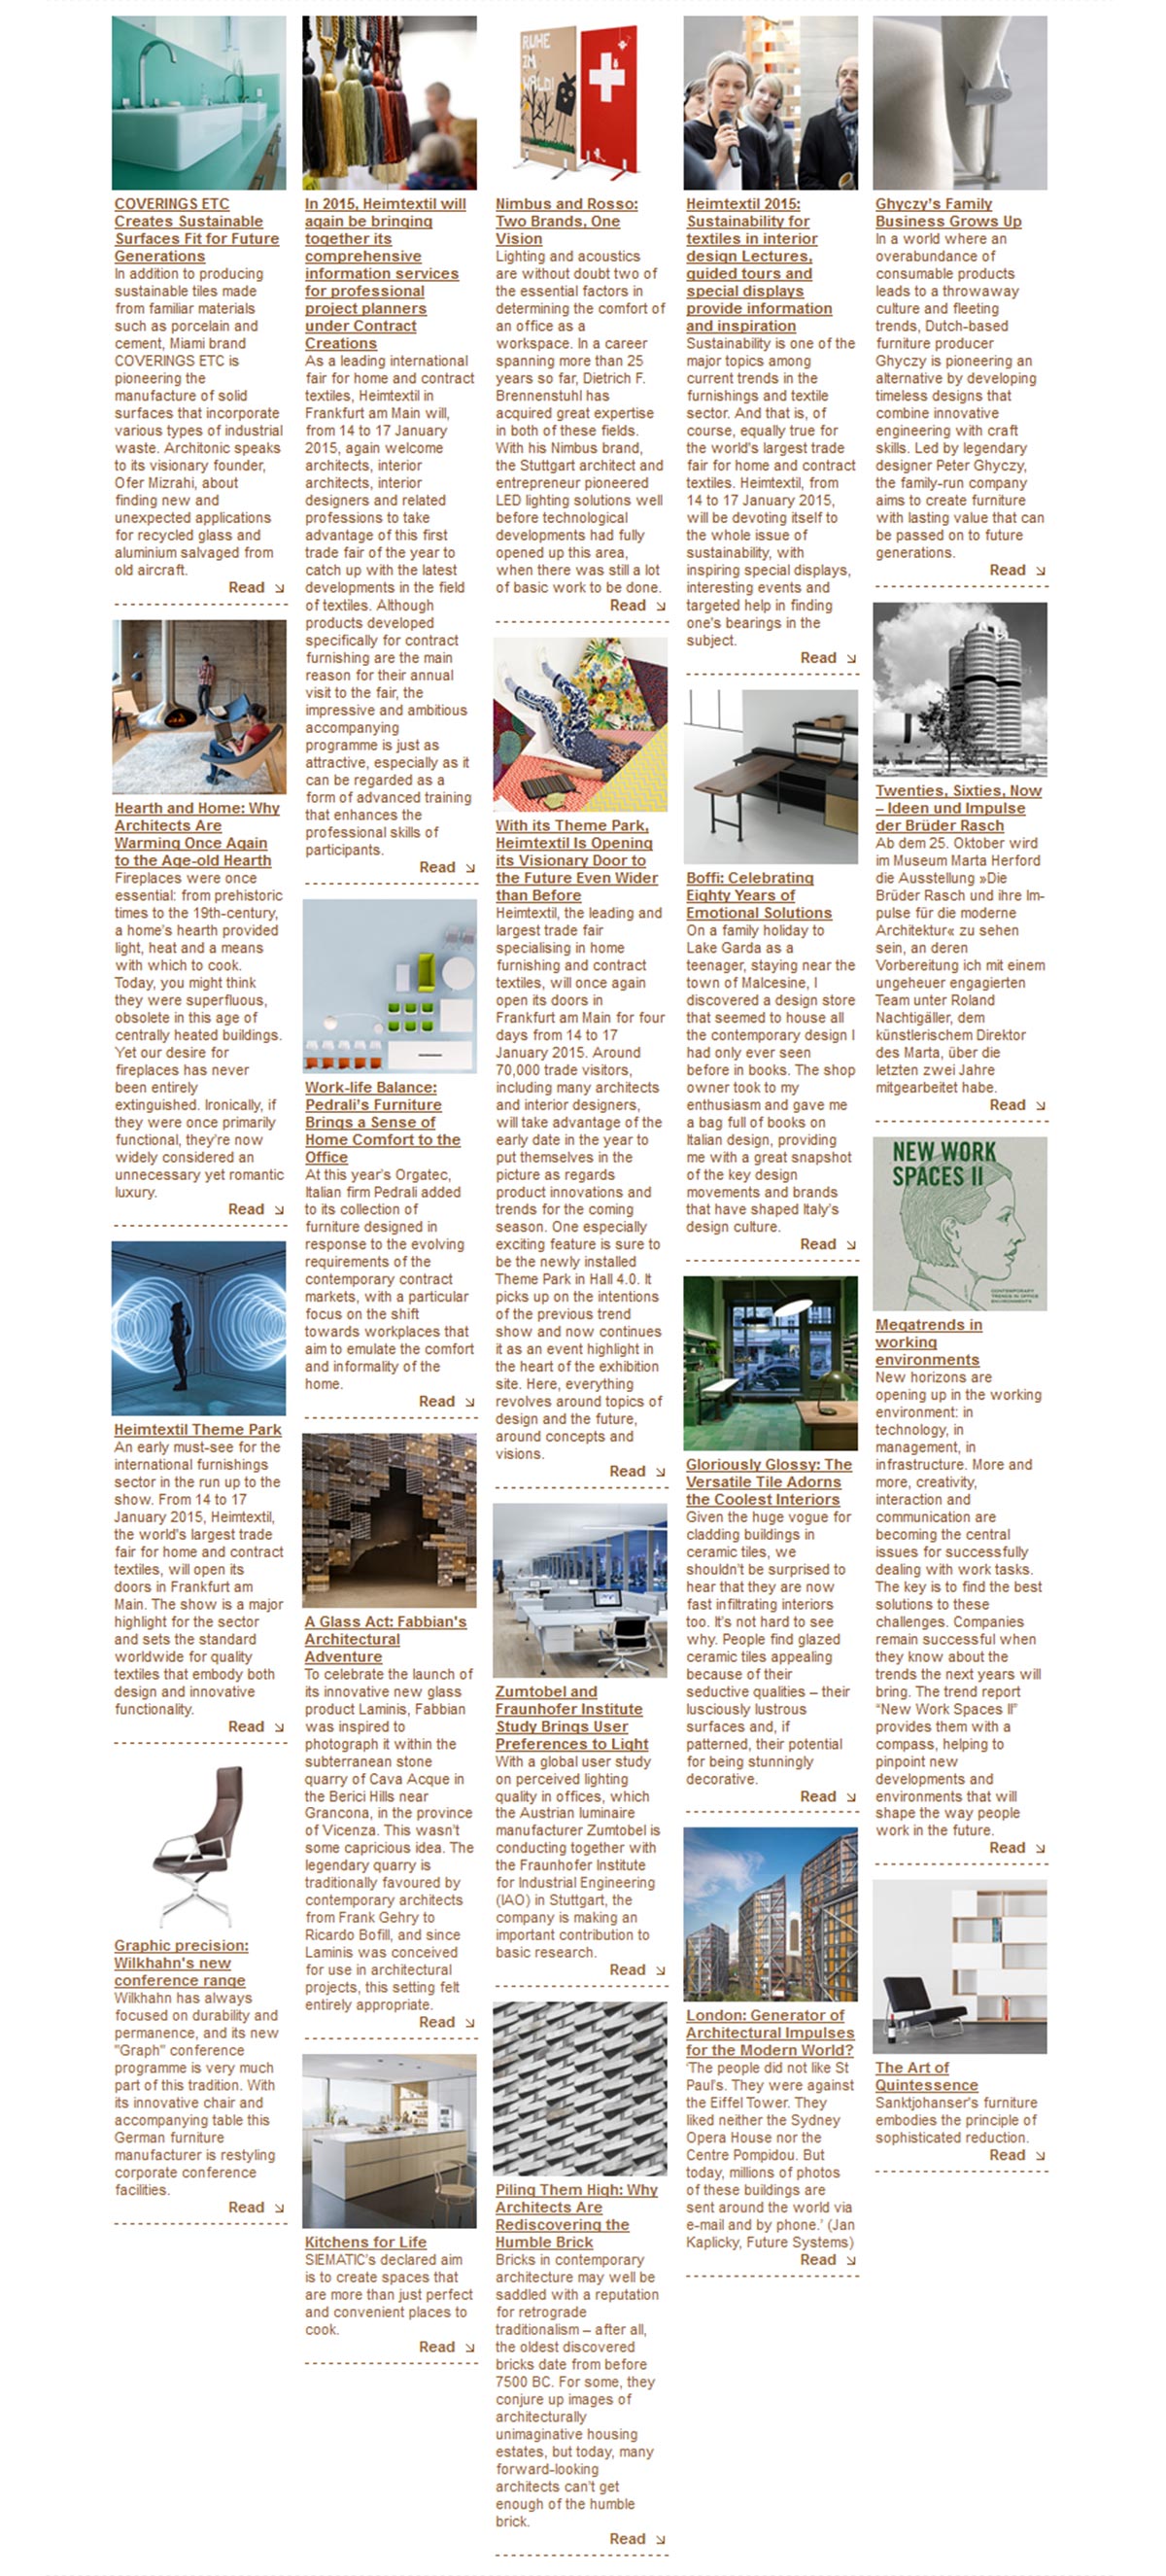 COVERINGS ETC
Creates Sustainable
Surfaces Fit for Future
Generations
In addition to producing
sustainable tiles made
from familiar materials
such as porcelain and
cement, Miami brand
COVERINGS ETC is
pioneering the
manufacture of solid
surfaces that incorporate
various types of industrial
waste. Architonic speaks
to its visionary founder,
Ofer Mizrahi, about
finding new and
unexpected applications
for recycled glass and
aluminium salvaged from
old aircraft.
Read
Hearth and Home: Why
Architects Are
Warming Once Again
to the Age-old Hearth
Fireplaces were once
essential: from prehistoric
times to the 19th-century,
a home's hearth provided
light, heat and a means
with which to cook.
Today, you might think
they were superfluous,
obsolete in this age of
centrally heated buildings.
Yet our desire for
fireplaces has never
been entirely
extinguished. Ironically, if
they were once primarily
functional, they're now
widely considered an
unnecessary yet romantic
luxury.
Read
Heimtextil Theme Park
An early must-see for the
international furnishings
sector in the run up to the
show. From 14 to 17
January 2015, Heimtextil,
the world's largest trade
fair for home and contract
textiles, will open its
doors in Frankfurt am
Main. The show is a major
highlight for the sector
and sets the standard
worldwide for quality
textiles that embody both
design and innovative
functionality.
Read
Graphic precision:
Wilkhahn's new
conference range
Wilkhahn has always
focused on durability and
permanence, and its new
"Graph" conference
programme is very much
part of this tradition. With
its innovative chair and
accompanying table this
German furniture
manufacturer is restyling
corporate conference
facilities.
Read
In 2015, Heimtextil will
again be bringing
together its
comprehensive
information services
for professional
project planners
under Contract
Creations
As a leading international
fair for home and contract
textiles, Heimtextil in
Frankfurt am Main will,
from 14 to 17 January
2015, again welcome
architects, interior
architects, interior
designers and related
professions to take
advantage of this first
trade fair of the year to
catch up with the latest
developments in the field
of textiles. Although
products developed
specifically for contract
furnishing are the main
reason for their annual
visit to the fair, the
impressive and ambitious
accompanying
programme is just as
attractive, especially as it
can be regarded as a
form of advanced training
that enhances the
professional skills of
participants.
Read
Work-life Balance:
Pedrali's Furniture
Brings a Sense of
Home Comfort to the
Office
At this year's Orgatec,
Italian firm Pedrali added
to its collection of
furniture designed in
response to the evolving
requirements of the
contemporary contract
markets, with a particular
focus on the shift
towards workplaces that
aim to emulate the comfort
and informality of the
home.
Read
A Glass Act: Fabbian's
Architectural
Adventure
To celebrate the launch of
its innovative new glass
product Laminis, Fabbian
was inspired to
photograph it within the
subterranean stone
quarry of Cava Acque in
the Berici Hills near
Grancona, in the province
of Vicenza. This wasn't
some capricious idea. The
legendary quarry is
traditionally favoured by
contemporary architects
from Frank Gehry to
Ricardo Bofill, and since
Laminis was conceived
for use in architectural
projects, this setting felt
entirely appropriate.
Read
Kitchens for Life
SIEMATIC's declared aim
is to create spaces that
are more than just perfect
and convenient places to
cook.
Read
RUHE
IM
WALD!
Nimbus and Rosso:
Two Brands, One
Vision
Lighting and acoustics
are without doubt two of
the essential factors in
determining the comfort of
an office as a
workspace. In a career
spanning more than 25
years so far, Dietrich F.
Brennenstuhl has
acquired great expertise
in both of these fields.
With his Nimbus brand,
the Stuttgart architect and
entrepreneur pioneered
LED lighting solutions well
before technological
developments had fully
opened up this area,
when there was still a lot
of basic work to be done.
Read
With its Theme Park,
Heimtextil Is Opening
its Visionary Door to
the Future Even Wider
than Before
Heimtextil, the leading and
largest trade fair
specialising in home
furnishing and contract
textiles, will once again
open its doors in
Frankfurt am Main for four
days from 14 to 17
January 2015. Around
70,000 trade visitors,
including many architects
and interior designers,
will take advantage of the
early date in the year to
put themselves in the
picture as regards
product innovations and
trends for the coming
season. One especially
exciting feature is sure to
be the newly installed
Theme Park in Hall 4.0. It
picks up on the intentions
of the previous trend
show and now continues
it as an event highlight in
the heart of the exhibition
site. Here, everything
revolves around topics of
design and the future,
around concepts and
visions.
Read
Zumtobel and
Fraunhofer Institute
Study Brings User
Preferences to Light
With a global user study
on perceived lighting
quality in offices, which
the Austrian luminaire
manufacturer Zumtobel is
conducting together with
the Fraunhofer Institute
for Industrial Engineering
(IAO) in Stuttgart, the
company is making an
important contribution to
basic research.
Read
Piling Them High: Why
Architects Are
Rediscovering the
Humble Brick
Bricks in contemporary
architecture may well be
saddled with a reputation
for retrograde
traditionalism – after all,
the oldest discovered
bricks date from before
7500 BC. For some, they
conjure up images of
architecturally
unimaginative housing
estates, but today, many
forward-looking
architects can't get
enough of the humble
brick.
Read
Heimtextil 2015:
Sustainability for
textiles in interior
design Lectures,
guided tours and
special displays
provide information
and inspiration
Sustainability is one of the
major topics among
current trends in the
furnishings and textile
sector. And that is, of
course, equally true for
the world's largest trade
fair for home and contract
textiles. Heimtextil, from
14 to 17 January 2015,
will be devoting itself to
the whole issue of
sustainability, with
inspiring special displays,
interesting events and
targeted help in finding
one's bearings in the
subject.
Read
Boffi: Celebrating
Eighty Years of
Emotional Solutions
On a family holiday to
Lake Garda as a
teenager, staying near the
town of Malcesine, I
discovered a design store
that seemed to house all
the contemporary design I
had only ever seen
before in books. The shop
owner took to my
enthusiasm and gave me
a bag full of books on
Italian design, providing
me with a great snapshot
of the key design
movements and brands
that have shaped Italy's
design culture.
Read
Gloriously Glossy: The
Versatile Tile Adorns
the Coolest Interiors
Given the huge vogue for
cladding buildings in
ceramic tiles, we
shouldn't be surprised to
hear that they are now
fast infiltrating interiors
too. It's not hard to see
why. People find glazed
ceramic tiles appealing
because of their
seductive qualities – their
lusciously lustrous
surfaces and, if
patterned, their potential
for being stunningly
decorative.
Read
London: Generator of
Architectural Impulses
for the Modern World?
'The people did not like St
Paul's. They were against
the Eiffel Tower. They
liked neither the Sydney
Opera House nor the
Centre Pompidou. But
today, millions of photos
of these buildings are
sent around the world via
e-mail and by phone.' (Jan
Kaplicky, Future Systems)
Read
Ghyczy's Family
Business Grows Up
In a world where an
overabundance of
consumable products
leads to a throwaway
culture and fleeting
trends, Dutch-based
furniture producer
Ghyczy is pioneering an
alternative by developing
timeless designs that
combine innovative
engineering with craft
skills. Led by legendary
designer Peter Ghyczy,
the family-run company
aims to create furniture
with lasting value that can
be passed on to future
generations.
Read
Twenties, Sixties, Now
– Ideen und Impulse
der Brüder Rasch
Ab dem 25. Oktober wird
im Museum Marta Herford
die Ausstellung »Die
Brüder Rasch und ihre Im-
pulse für die moderne
Architektur« zu sehen
sein, an deren
Vorbereitung ich mit einem
ungeheuer engagierten
Team unter Roland
Nachtigäller, dem
künstlerischem Direktor
des Marta, über die
letzten zwei Jahre
mitgearbeitet habe.
Read
NEW WORK
SPACES II
CONTEMPORARY
TRENDS IN OFFICE
ENVIRONMENTS
Megatrends in
working
environments
New horizons are
opening up in the working
environment: in
technology, in
management, in
infrastructure. More and
more, creativity,
interaction and
communication are
becoming the central
issues for successfully
dealing with work tasks.
The key is to find the best
solutions to these
challenges. Companies
remain successful when
they know about the
trends the next years will
bring. The trend report
"New Work Spaces II"
provides them with a
compass, helping to
pinpoint new
developments and
environments that will
shape the way people
work in the future.
Read
The Art of
Quintessence
Sanktjohanser's furniture
embodies the principle of
sophisticated reduction.
Read